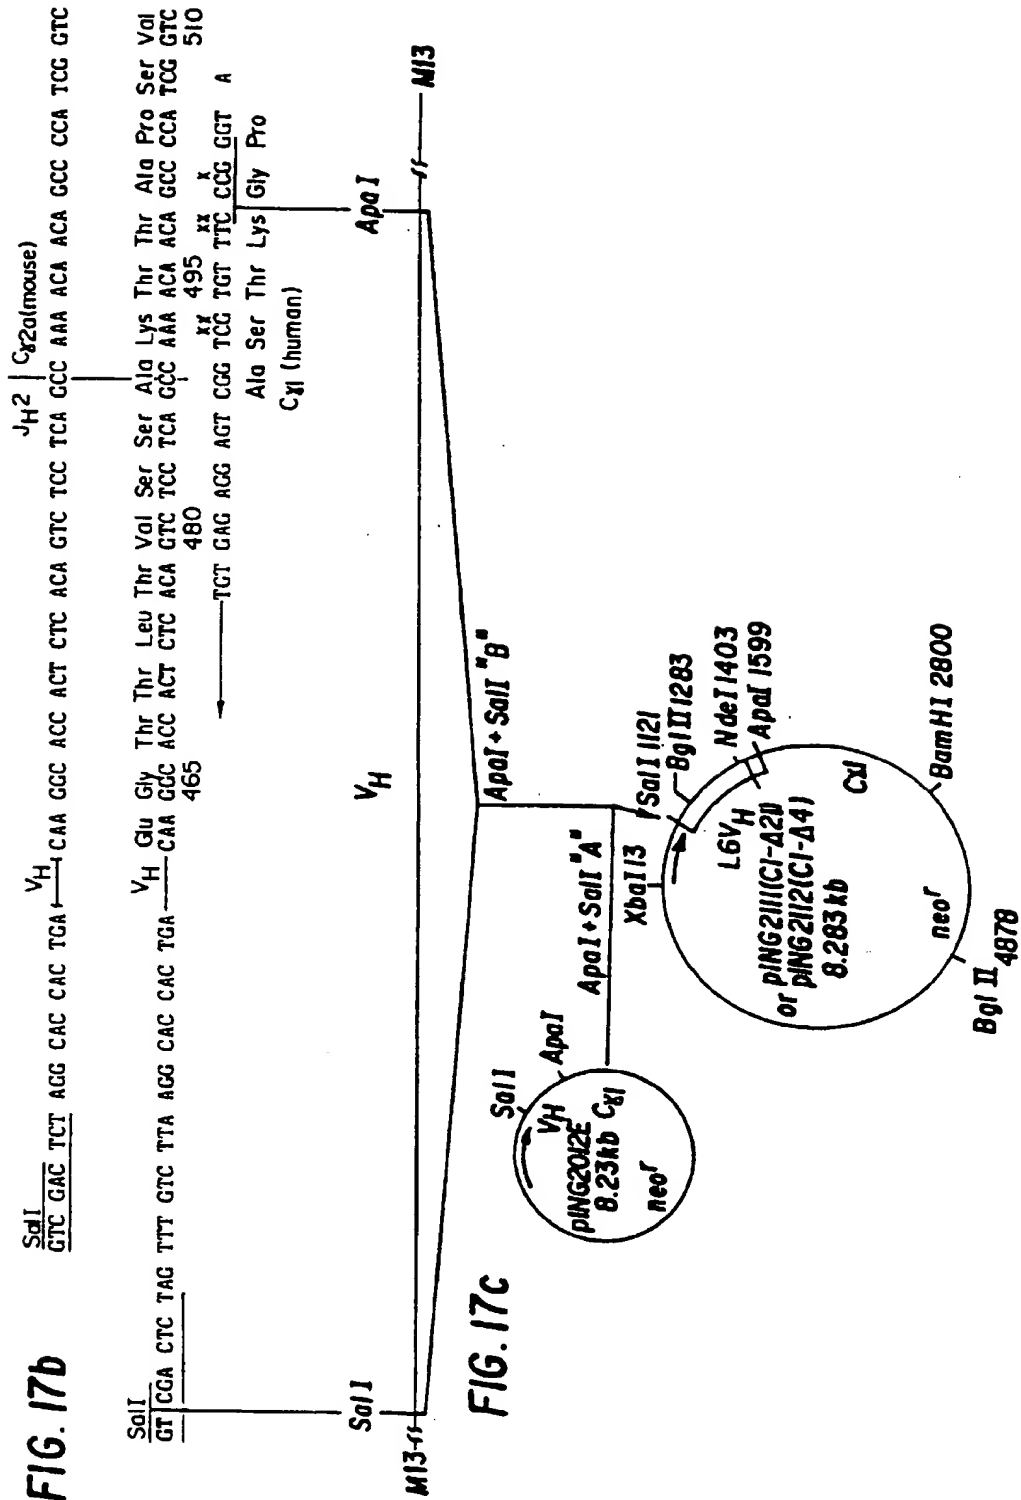 FIG. 17b
SalI
GTC GAC TCT AGG CAC CAC TGA
VH
CAA GGC ACC ACT CTC ACA GTC TCC TCA GCC AAA ACA ACA GCC CCA TCG GTC
JH2 | Cγ2a(mouse)
SalI
GT CGA CTC TAG TTT GTC TTA AGG CAC CAC TGA
VH
Glu Gly Thr Thr Leu Thr Val Ser Ser Ala Lys Thr Thr Ala Pro Ser Val
CAA GGC ACC ACT CTC ACA GTC TCC TCA GCC AAA ACA ACA GCC CCA TCG GTC
465 480 495 510
xx xx x
TGT GAG AGG AGT CGG TCG TGT TTC CCG GGT A
Ala Ser Thr Lys Gly Pro
Cγ1 (human)
SalI
VH
ApaI
M13
M13
ApaI + SalI "B"
FIG. 17c
SalI
ApaI
VH
Cγ1
pING2012E
8.23kb
neor
ApaI + SalI "A"
XbaI 13
SalI 1121
BglII 1283
NdeI 1403
ApaI 1599
L6VH
pING2111(C1-Δ21)
or pING2112(C1-Δ4)
8.283kb
Cγ1
neor
BamHI 2800
Bgl II
4878